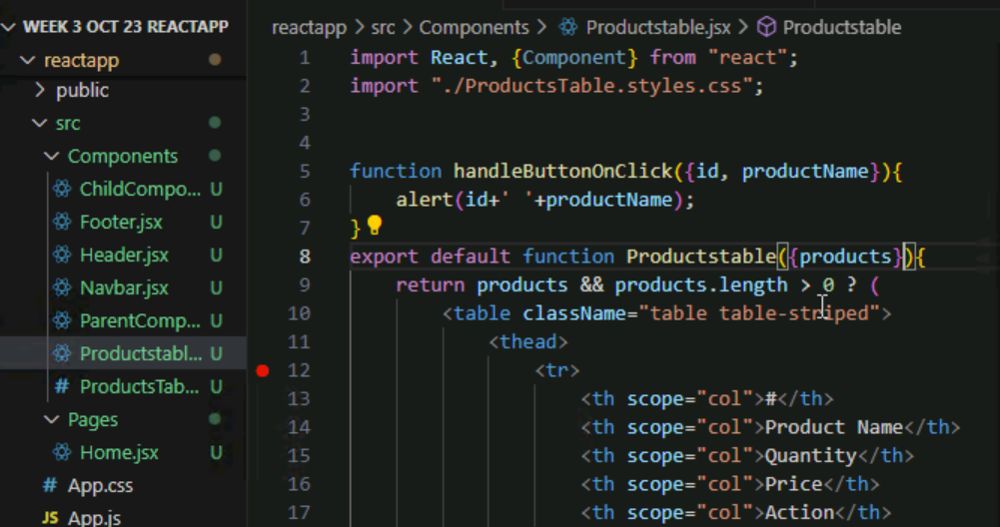 WEEK 3 OCT 23 REACTAPP
reactapp
public
src
Components
ChildCompo... U
Footer.jsx U
Header.jsx U
Navbar.jsx U
ParentComp... U
Productstabl... U
# ProductsTab... U
Pages
Home.jsx U
# App.css
JS App.js
reactapp > src > Components > Productstable.jsx > Productstable
1 import React, {Component} from "react";
2 import "./ProductsTable.styles.css";
3
4
5 function handleButtonOnClick({id, productName}){
6 alert(id+' '+productName);
7 }
8 export default function Productstable({products}){
9 return products && products.length > 0 ? (
10 <table className="table table-striped">
11 <thead>
12 <tr>
13 <th scope="col">#</th>
14 <th scope="col">Product Name</th>
15 <th scope="col">Quantity</th>
16 <th scope="col">Price</th>
17 <th scope="col">Action</th>